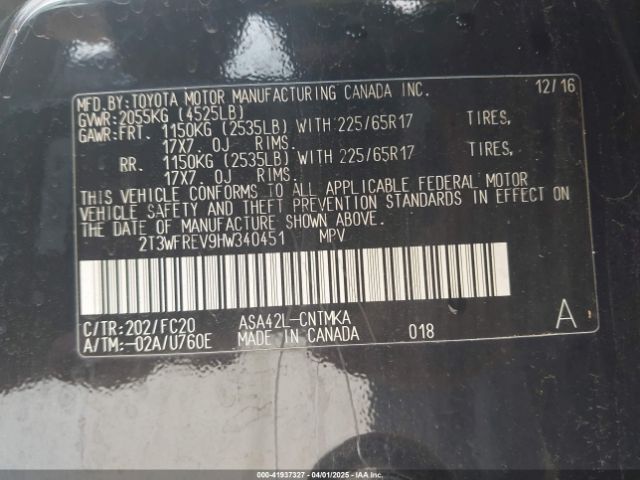 MFD.BY:TOYOTA MOTOR MANUFACTURING CANADA INC. 12/16
GVWR:2055KG (4525LB)
GAWR:FRT. 1150KG (2535LB) WITH 225/65R17 TIRES,
17X7.0J RIMS.
RR. 1150KG (2535LB) WITH 225/65R17 TIRES,
17X7.0J RIMS.
THIS VEHICLE CONFORMS TO ALL APPLICABLE FEDERAL MOTOR
VEHICLE SAFETY AND THEFT PREVENTION STANDARDS IN EFFECT ON
THE DATE OF MANUFACTURE SHOWN ABOVE.
2T3WFREV9HW340451 MPV
C/TR:202/FC20 ASA42L-CNTMKA A
A/TM:-02A/U760E MADE IN CANADA 018
000-41937327 - 04/01/2025 - IAAI.COM